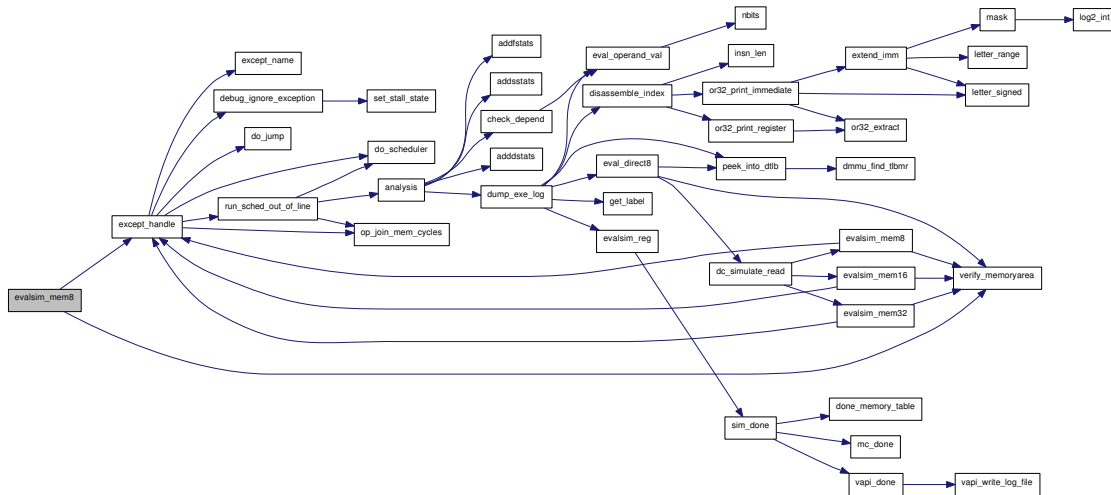 evalsim_mem8
except_handle
except_name
debug_ignore_exception
do_jump
run_sched_out_of_line
set_stall_state
do_scheduler
analysis
op_join_mem_cycles
addfstats
addsstats
check_depend
adddstats
dump_exe_log
eval_operand_val
disassemble_index
eval_direct8
get_label
evalsim_reg
nbits
insn_len
or32_print_immediate
or32_print_register
peek_into_dtlb
dc_simulate_read
sim_done
extend_imm
or32_extract
dmmu_find_tlbmr
evalsim_mem8
evalsim_mem16
evalsim_mem32
done_memory_table
mc_done
vapi_done
mask
letter_range
letter_signed
verify_memoryarea
vapi_write_log_file
log2_int